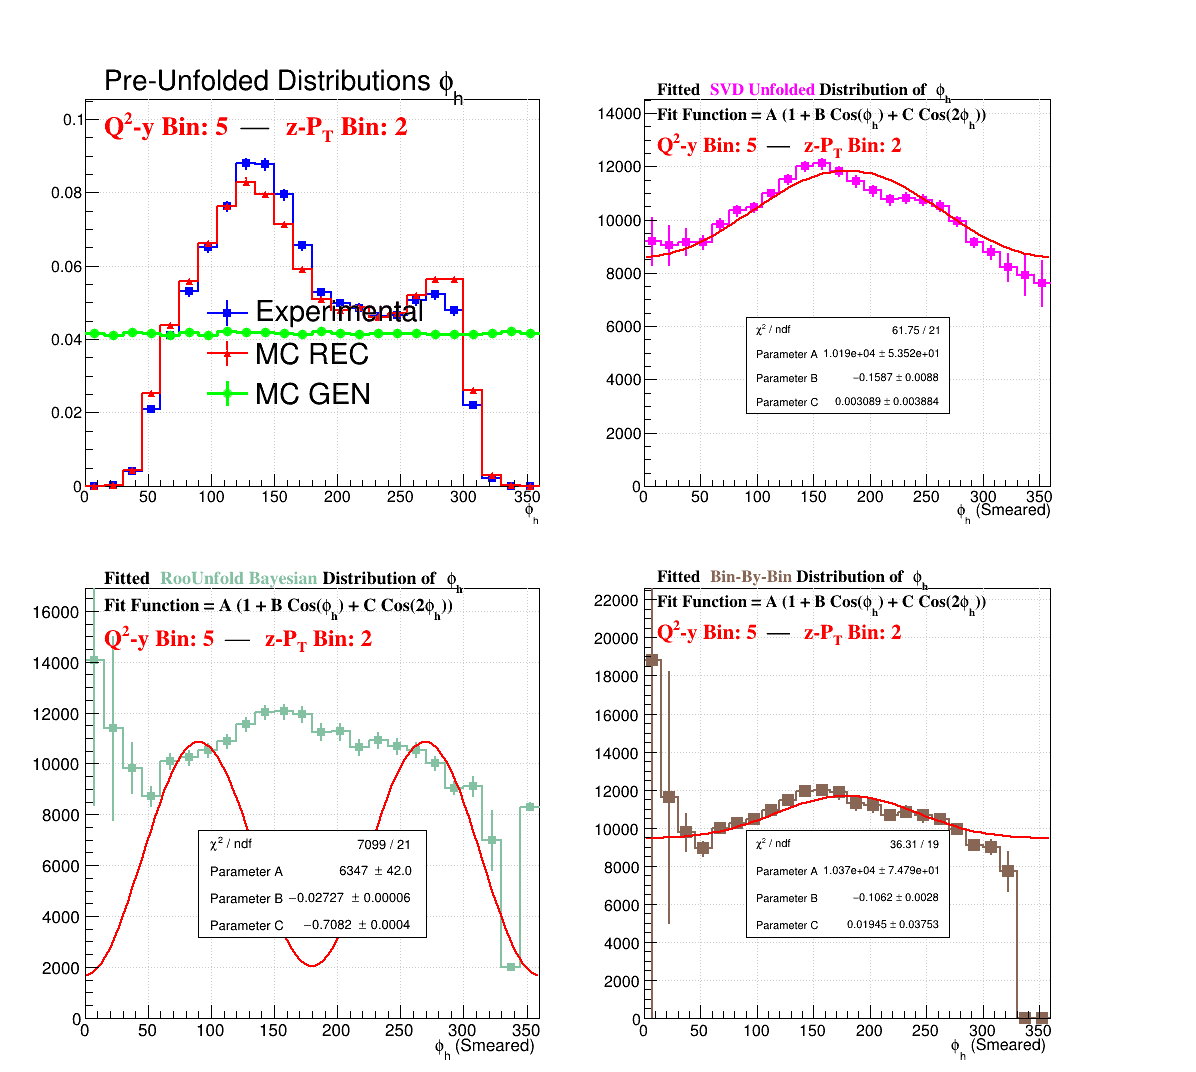 Pre-Unfolded Distributions ϕh
Q²-y Bin: 5 — z-PT Bin: 2
0.1
0.08
0.06
0.04
0.02
0
Experimental
MC REC
MC GEN
50 100 150 200 250 300 350
ϕh
Fitted SVD Unfolded Distribution of ϕh
Fit Function = A (1 + B Cos(ϕh) + C Cos(2ϕh))
Q²-y Bin: 5 — z-PT Bin: 2
14000
12000
10000
8000
6000
4000
2000
0
χ² / ndf 61.75 / 21
Parameter A 1.019e+04 ± 5.352e+01
Parameter B −0.1587 ± 0.0088
Parameter C 0.003089 ± 0.003884
0 50 100 150 200 250 300 350
ϕh (Smeared)
Fitted RooUnfold Bayesian Distribution of ϕh
Fit Function = A (1 + B Cos(ϕh) + C Cos(2ϕh))
Q²-y Bin: 5 — z-PT Bin: 2
16000
14000
12000
10000
8000
6000
4000
2000
0
χ² / ndf 7099 / 21
Parameter A 6347 ± 42.0
Parameter B −0.02727 ± 0.00006
Parameter C −0.7082 ± 0.0004
0 50 100 150 200 250 300 350
ϕh (Smeared)
Fitted Bin-By-Bin Distribution of ϕh
Fit Function = A (1 + B Cos(ϕh) + C Cos(2ϕh))
Q²-y Bin: 5 — z-PT Bin: 2
22000
20000
18000
16000
14000
12000
10000
8000
6000
4000
2000
0
χ² / ndf 36.31 / 19
Parameter A 1.037e+04 ± 7.479e+01
Parameter B −0.1062 ± 0.0028
Parameter C 0.01945 ± 0.03753
0 50 100 150 200 250 300 350
ϕh (Smeared)